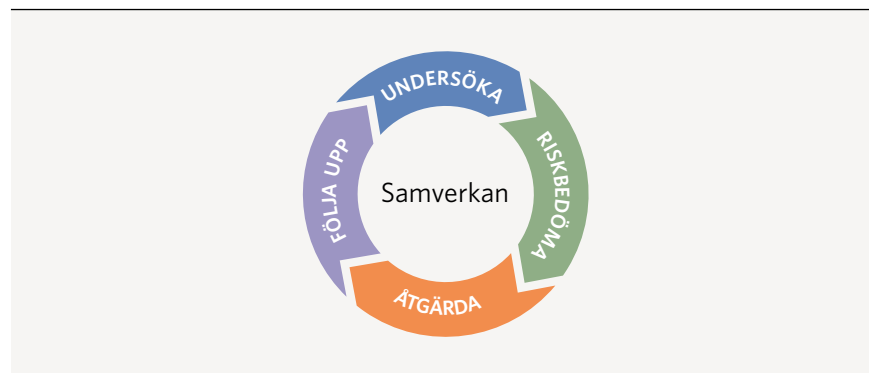 UNDERSÖKA
RISKBEDÖMA
ÅTGÄRDA
FÖLJA UPP
Samverkan